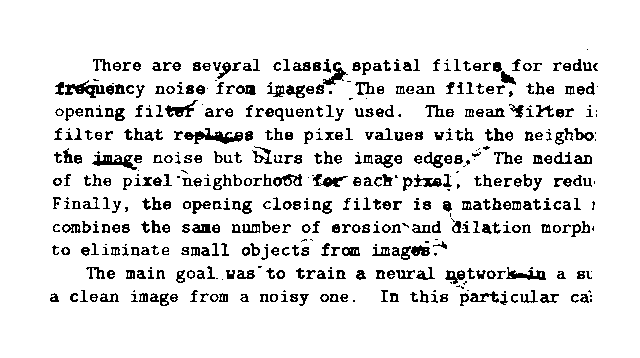 There are several classic spatial filters for reduc
frequency noise from images. The mean filter, the med
opening filter are frequently used. The mean filter i
filter that replaces the pixel values with the neighbo
the image noise but blurs the image edges. The median
of the pixel neighborhood for each pixel, thereby redu
Finally, the opening closing filter is a mathematical
combines the same number of erosion and dilation morph
to eliminate small objects from images.
The main goal was to train a neural network in a su
a clean image from a noisy one. In this particular ca